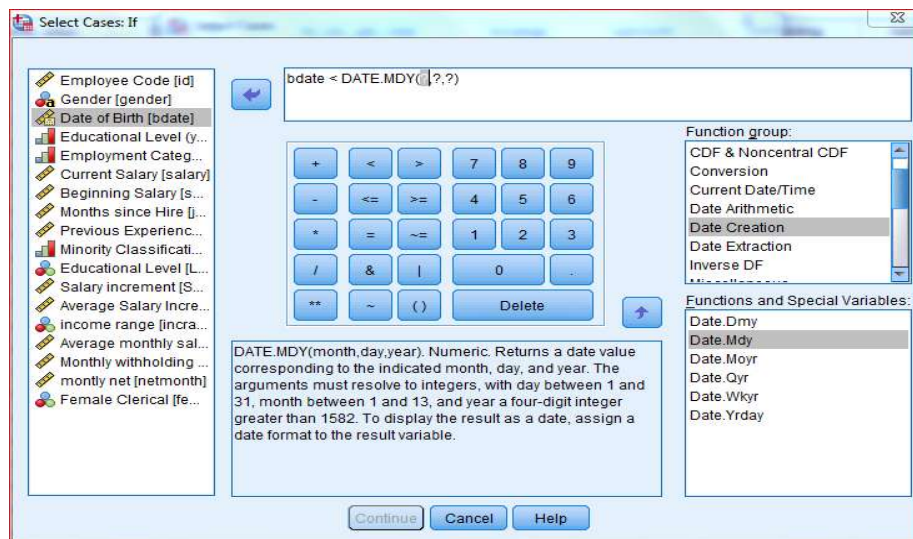 Select Cases: If
Employee Code [id]
Gender [gender]
Date of Birth [bdate]
Educational Level (y...
Employment Categ...
Current Salary [salary]
Beginning Salary [s...
Months since Hire [j...
Previous Experienc...
Minority Classificati...
Educational Level [L...
Salary increment [S...
Average Salary Incre...
income range [incra...
Average monthly sal...
Monthly withholding ...
montly net [netmonth]
Female Clerical [fe...
bdate < DATE.MDY(?,?,?)
+ < > 7 8 9
- <= >= 4 5 6
* = ~= 1 2 3
/ & | 0 .
** ~ ( ) Delete
DATE.MDY(month,day,year). Numeric. Returns a date value
corresponding to the indicated month, day, and year. The
arguments must resolve to integers, with day between 1 and
31, month between 1 and 13, and year a four-digit integer
greater than 1582. To display the result as a date, assign a
date format to the result variable.
Function group:
CDF & Noncentral CDF
Conversion
Current Date/Time
Date Arithmetic
Date Creation
Date Extraction
Inverse DF
Functions and Special Variables:
Date.Dmy
Date.Mdy
Date.Moyr
Date.Qyr
Date.Wkyr
Date.Yrday
Continue Cancel Help